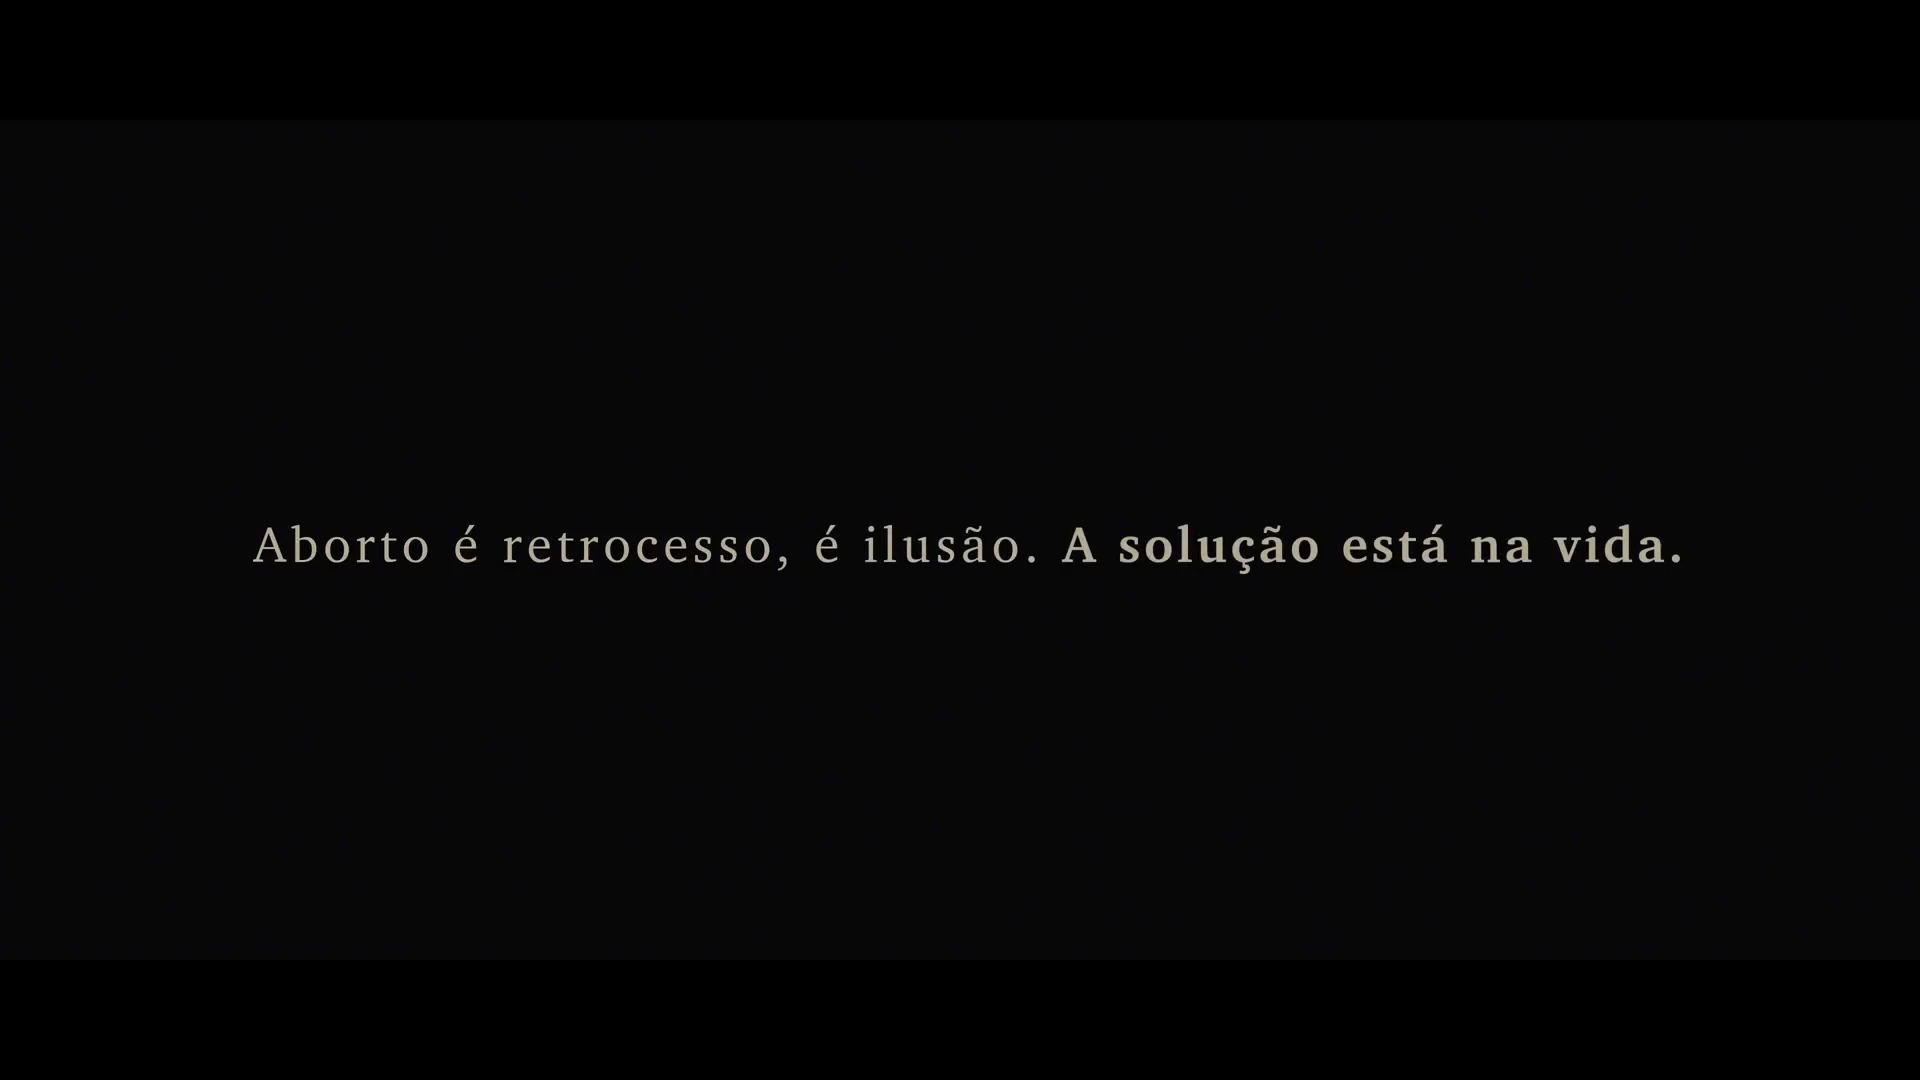 Aborto é retrocesso, é ilusão. A solução está na vida.